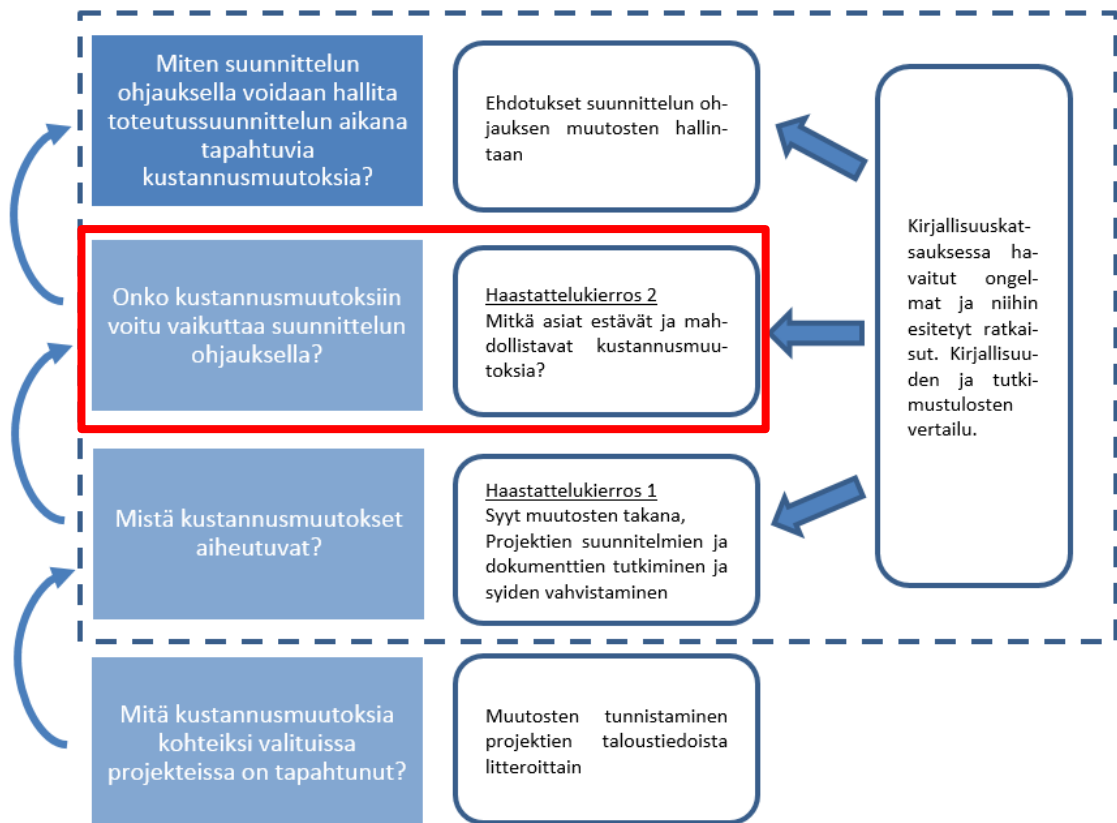 Miten suunnittelun
ohjauksella voidaan hallita
toteutussuunnittelun aikana
tapahtuvia
kustannusmuutoksia?
Ehdotukset suunnittelun oh-
jauksen muutosten hallin-
taan
Onko kustannusmuutoksiin
voitu vaikuttaa suunnittelun
ohjauksella?
Haastattelukierros 2
Mitkä asiat estävät ja mah-
dollistavat kustannusmuu-
toksia?
Kirjallisuuskat-
sauksessa ha-
vaitut ongel-
mat ja niihin
esitetyt ratkai-
sut. Kirjallisuu-
den ja tutki-
mustulosten
vertailu.
Mistä kustannusmuutokset
aiheutuvat?
Haastattelukierros 1
Syyt muutosten takana,
Projektien suunnitelmien ja
dokumenttien tutkiminen ja
syiden vahvistaminen
Mitä kustannusmuutoksia
kohteiksi valituissa
projekteissa on tapahtunut?
Muutosten tunnistaminen
projektien taloustiedoista
litteroittain